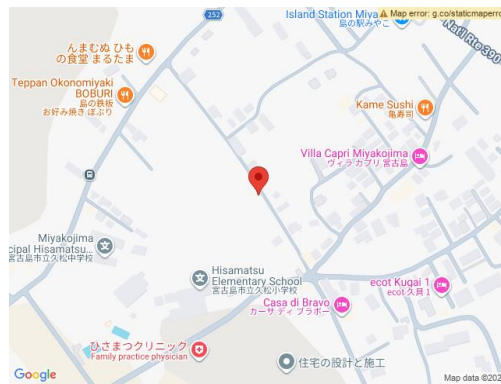 252
Island Station Miya
島の駅みやこ
Map error: g.co/staticmaperro
Nat'l Rte 390
んまむぬ ひも
の食堂 まるたま
Teppan Okonomiyaki
BOBURI
島の鉄板
お好み焼き ぼぶり
Kame Sushi
亀寿司
Villa Capri Miyakojima
ヴィラ カプリ 宮古島
Miyakojima
cipal Hisamatsu...
宮古島市立久松中学校
Hisamatsu
Elementary School
宮古島市立久松小学校
ecot Kugai 1
ecot 久貝 1
Casa di Bravo
カーサ ディ ブラボー
ひさまつクリニック
Family practice physician
住宅の設計と施工
Google
Map data ©202